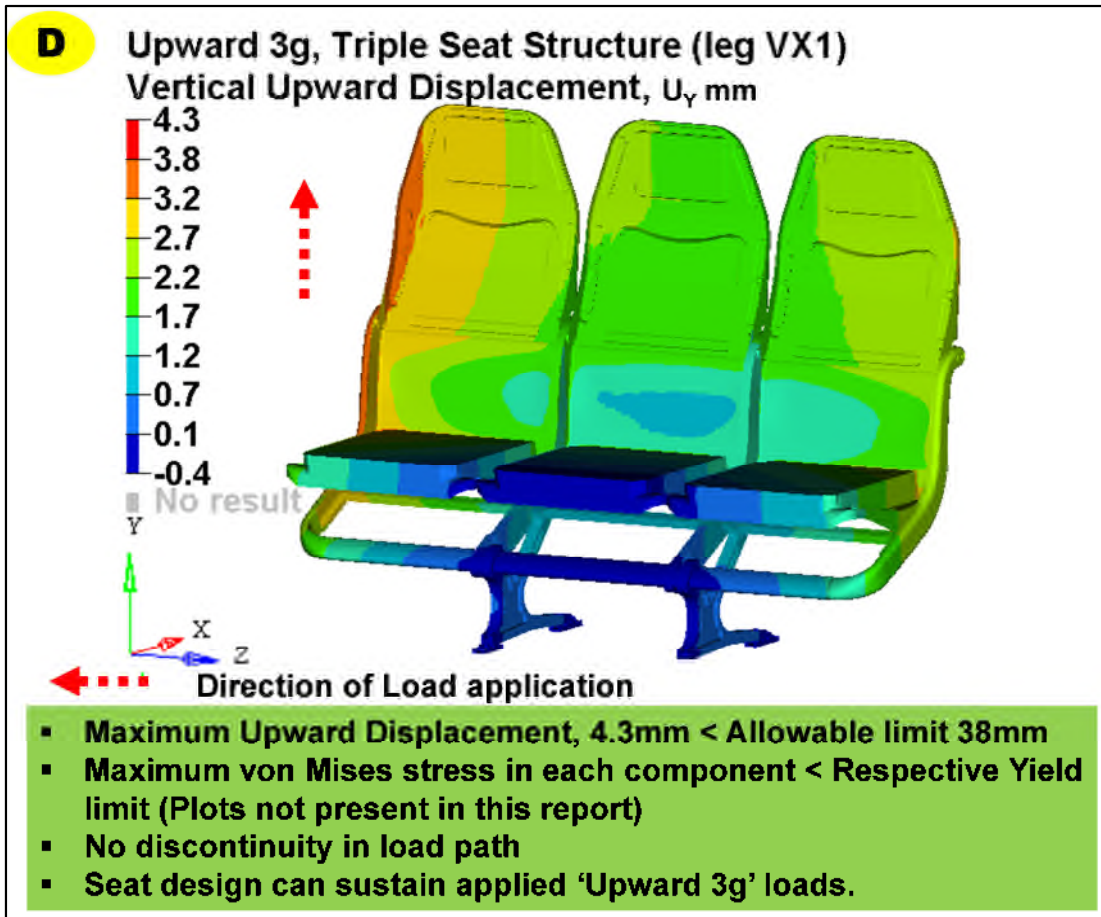 D
Upward 3g, Triple Seat Structure (leg VX1)
Vertical Upward Displacement, UY mm
4.3
3.8
3.2
2.7
2.2
1.7
1.2
0.7
0.1
-0.4
No result
Y
X
Z
Direction of Load application
▪ Maximum Upward Displacement, 4.3mm < Allowable limit 38mm
▪ Maximum von Mises stress in each component < Respective Yield
limit (Plots not present in this report)
▪ No discontinuity in load path
▪ Seat design can sustain applied ‘Upward 3g’ loads.